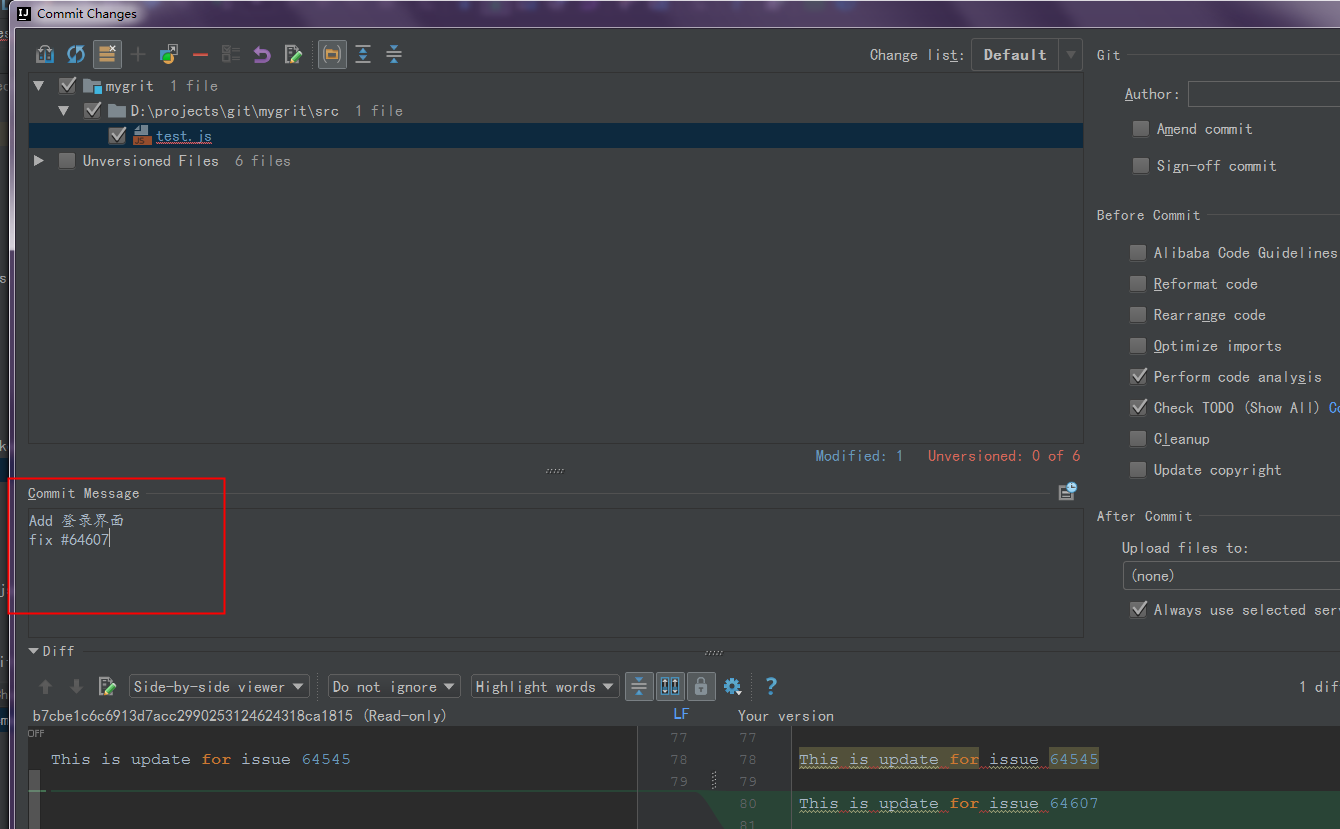 Commit Changes
Change list: Default
mygrit 1 file
D:\projects\git\mygrit\src 1 file
test.js
Unversioned Files 6 files
Modified: 1 Unversioned: 0 of 6
Commit Message
Add 登录界面
fix #64607
Git
Author:
Amend commit
Sign-off commit
Before Commit
Alibaba Code Guidelines
Reformat code
Rearrange code
Optimize imports
Perform code analysis
Check TODO (Show All) Co
Cleanup
Update copyright
After Commit
Upload files to:
(none)
Always use selected ser
Diff
Side-by-side viewer Do not ignore Highlight words ? 1 dif
b7cbe1c6c6913d7acc2990253124624318ca1815 (Read-only) LF Your version
OFF
77 77
This is update for issue 64545 78 78 This is update for issue 64545
79 79
80 This is update for issue 64607
81